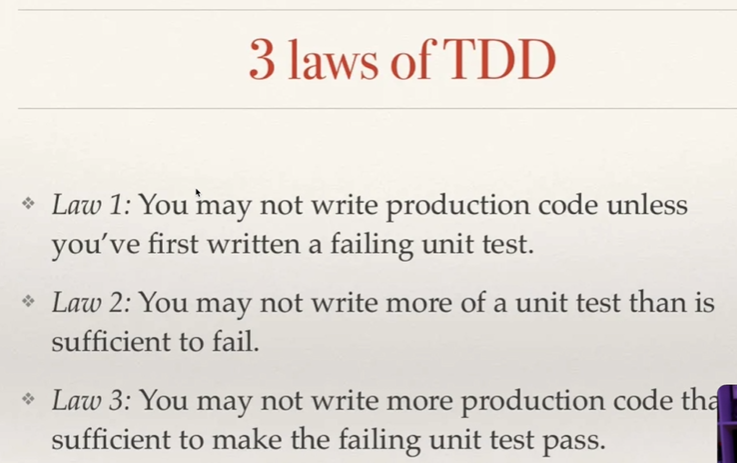 3 laws of TDD
❖ Law 1: You may not write production code unless
you've first written a failing unit test.
❖ Law 2: You may not write more of a unit test than is
sufficient to fail.
❖ Law 3: You may not write more production code tha
sufficient to make the failing unit test pass.